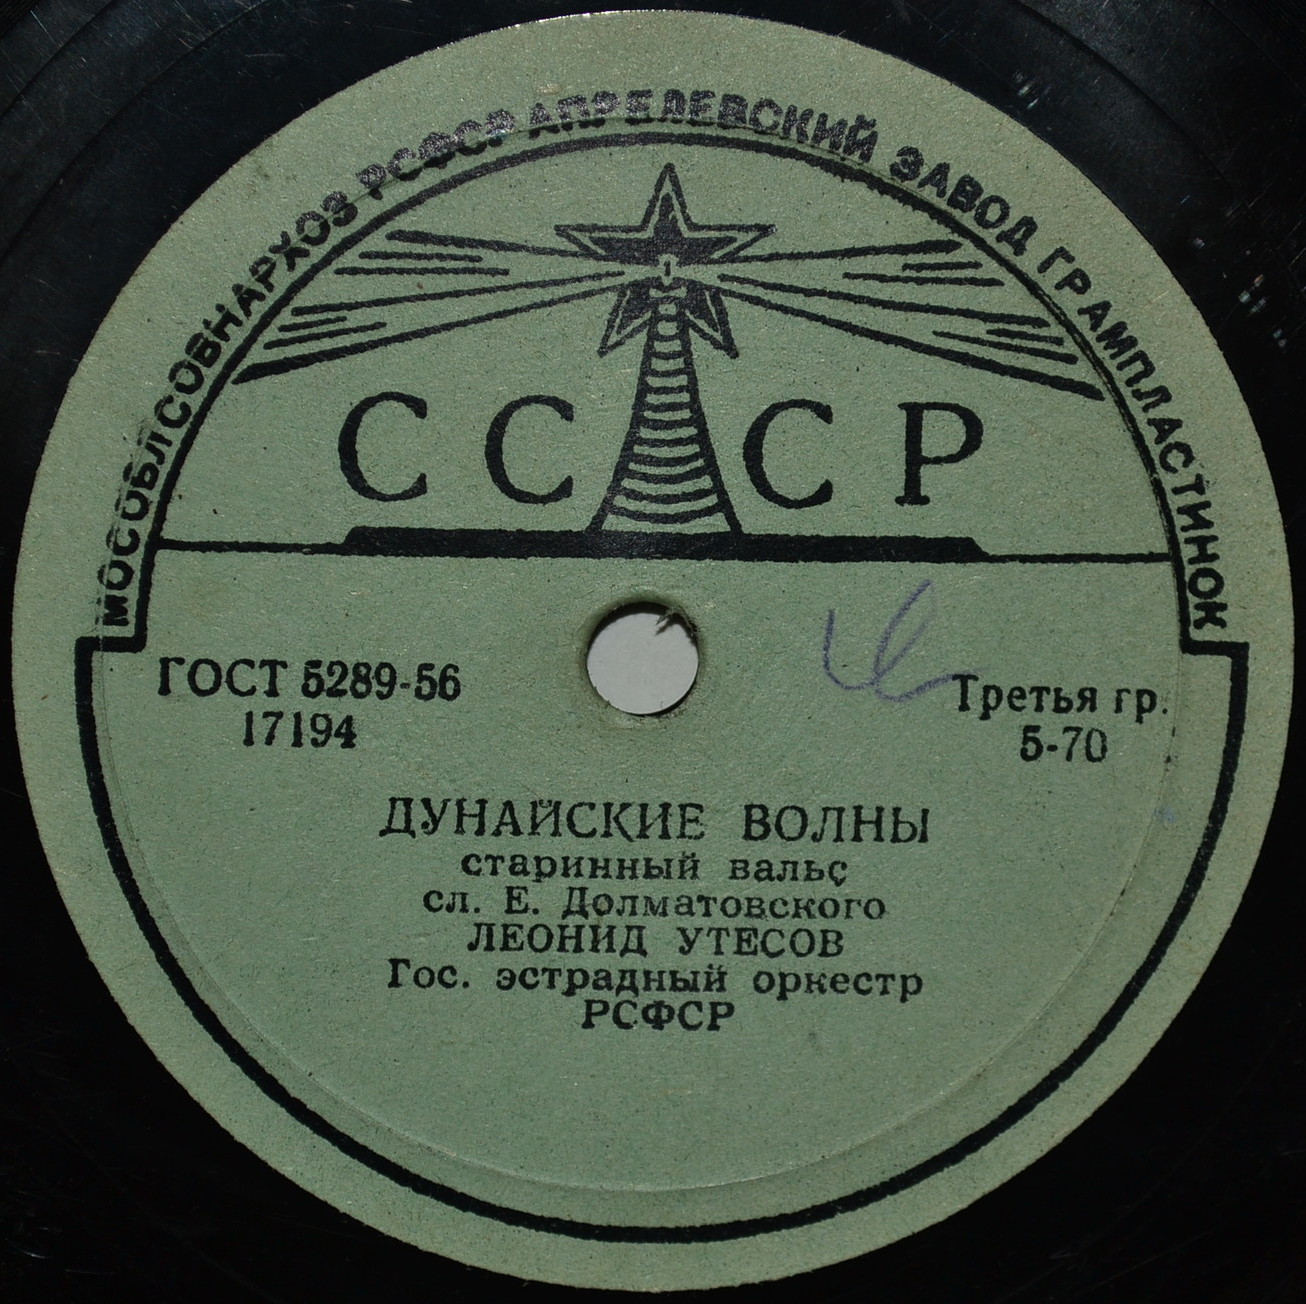 МОСОБЛСОВНАРХОЗ РСФСР АПРЕЛЕВСКИЙ ЗАВОД ГРАМПЛАСТИНОК
СССР
ГОСТ 5289-56
17194
Третья гр.
5-70
ДУНАЙСКИЕ ВОЛНЫ
старинный вальс
сл. Е. Долматовского
ЛЕОНИД УТЕСОВ
Гос. эстрадный оркестр
РСФСР